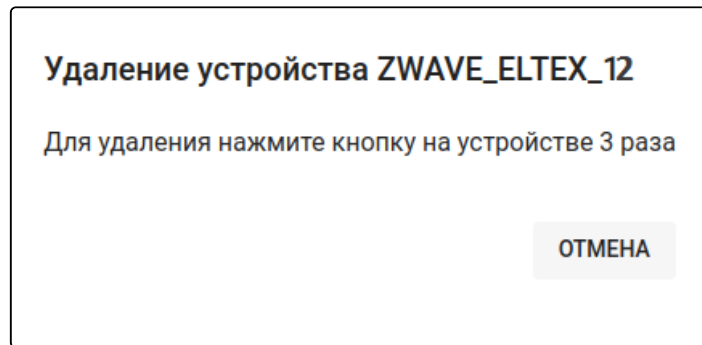 Удаление устройства ZWAVE_ELTEX_12
Для удаления нажмите кнопку на устройстве 3 раза
ОТМЕНА